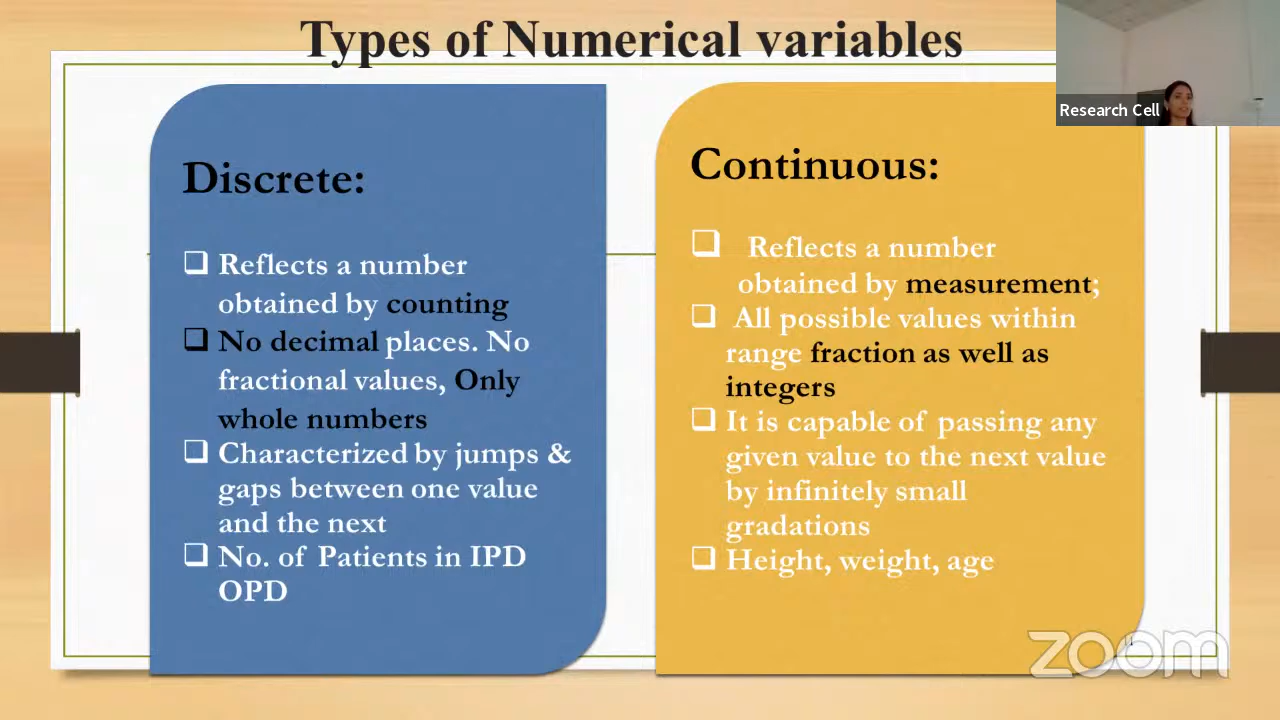 Types of Numerical variables
Research Cell
Discrete:
Reflects a number
obtained by counting
No decimal places. No
fractional values, Only
whole numbers
Characterized by jumps &
gaps between one value
and the next
No. of Patients in IPD
OPD
Continuous:
Reflects a number
obtained by measurement;
All possible values within
range fraction as well as
integers
It is capable of passing any
given value to the next value
by infinitely small
gradations
Height, weight, age
zoom